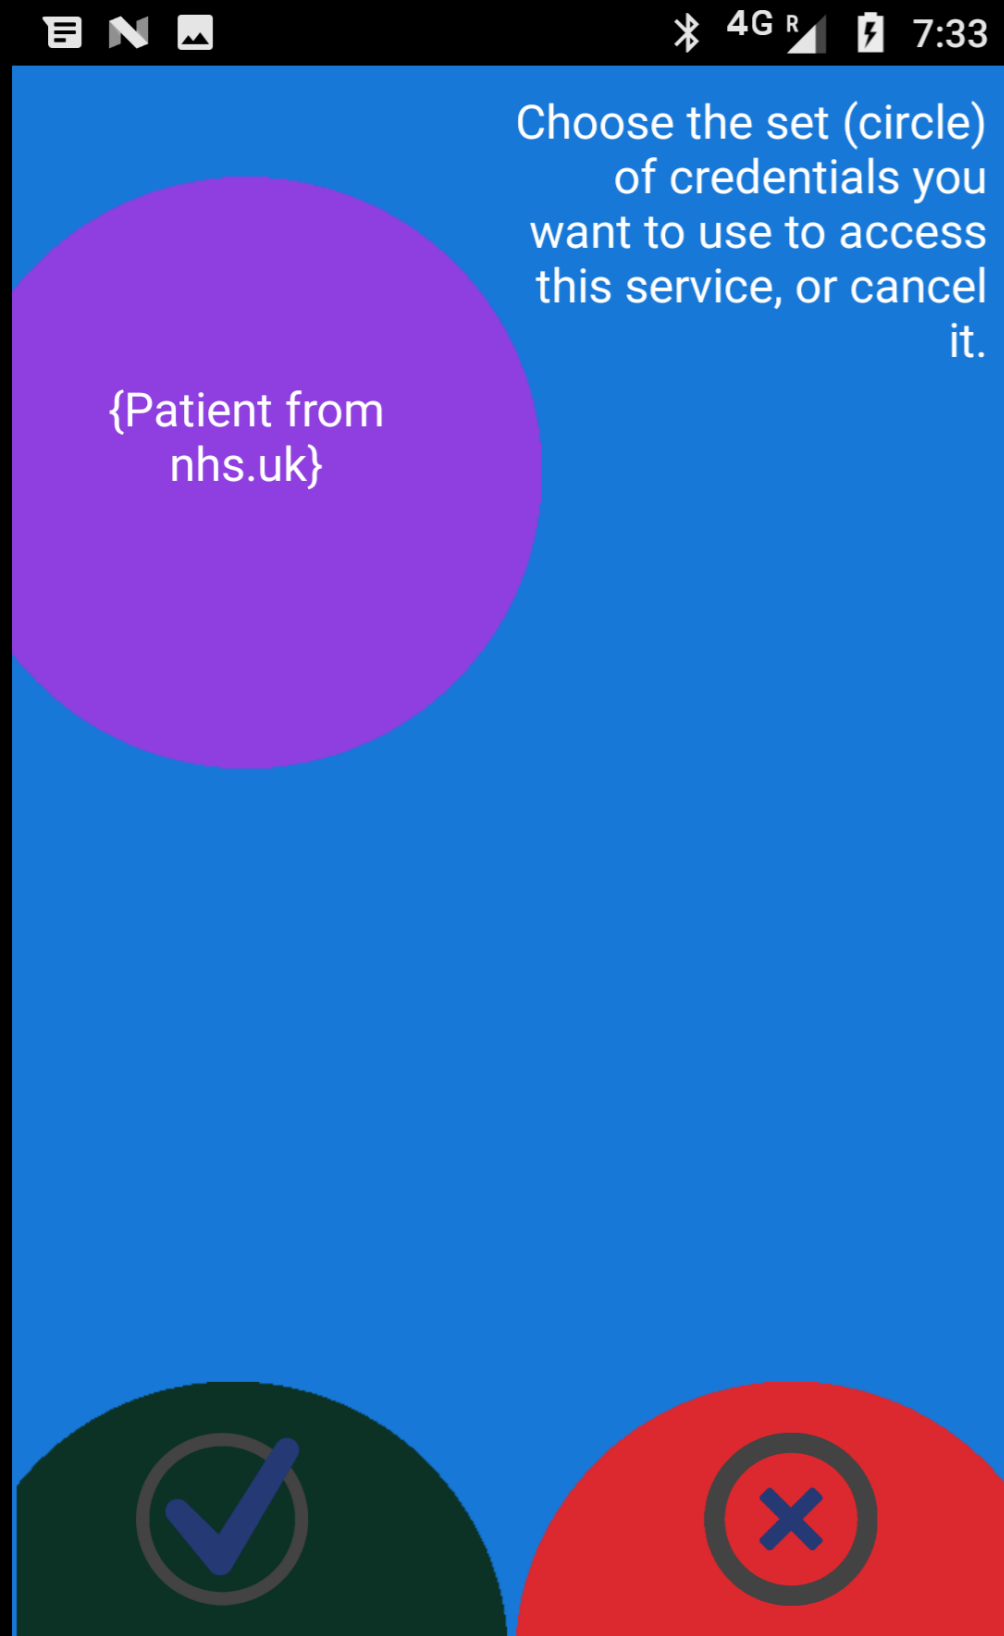 4G R 7:33
Choose the set (circle)
of credentials you
want to use to access
this service, or cancel
it.
{Patient from
nhs.uk}